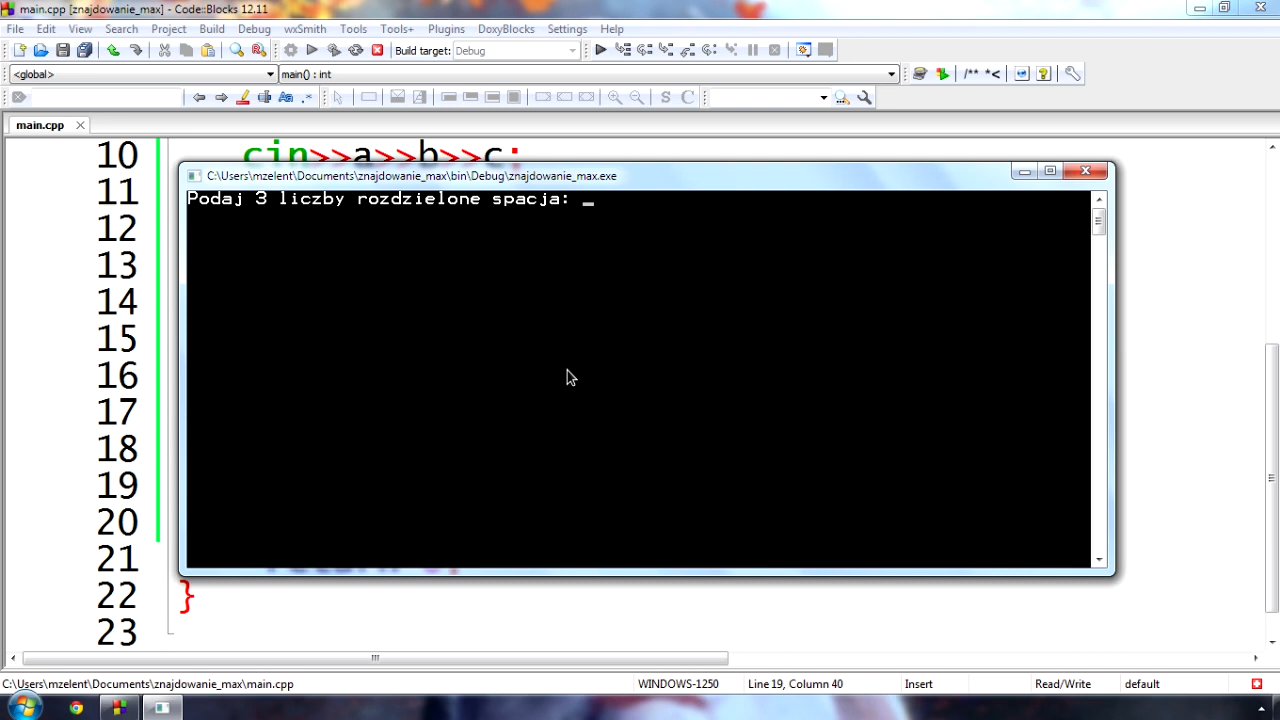 main.cpp [znajdowanie_max] - Code::Blocks 12.11
File Edit View Search Project Build Debug wxSmith Tools Tools+ Plugins DoxyBlocks Settings Help
Build target: Debug
<global> main() : int /** *<
Aa .* S C
main.cpp
10 cin>>a>>b>>c;
11
C:\Users\mzelent\Documents\znajdowanie_max\bin\Debug\znajdowanie_max.exe
Podaj 3 liczby rozdzielone spacja: _
12
13
14
15
16
17
18
19
20
21
22 }
23
C:\Users\mzelent\Documents\znajdowanie_max\main.cpp WINDOWS-1250 Line 19, Column 40 Insert Read/Write default